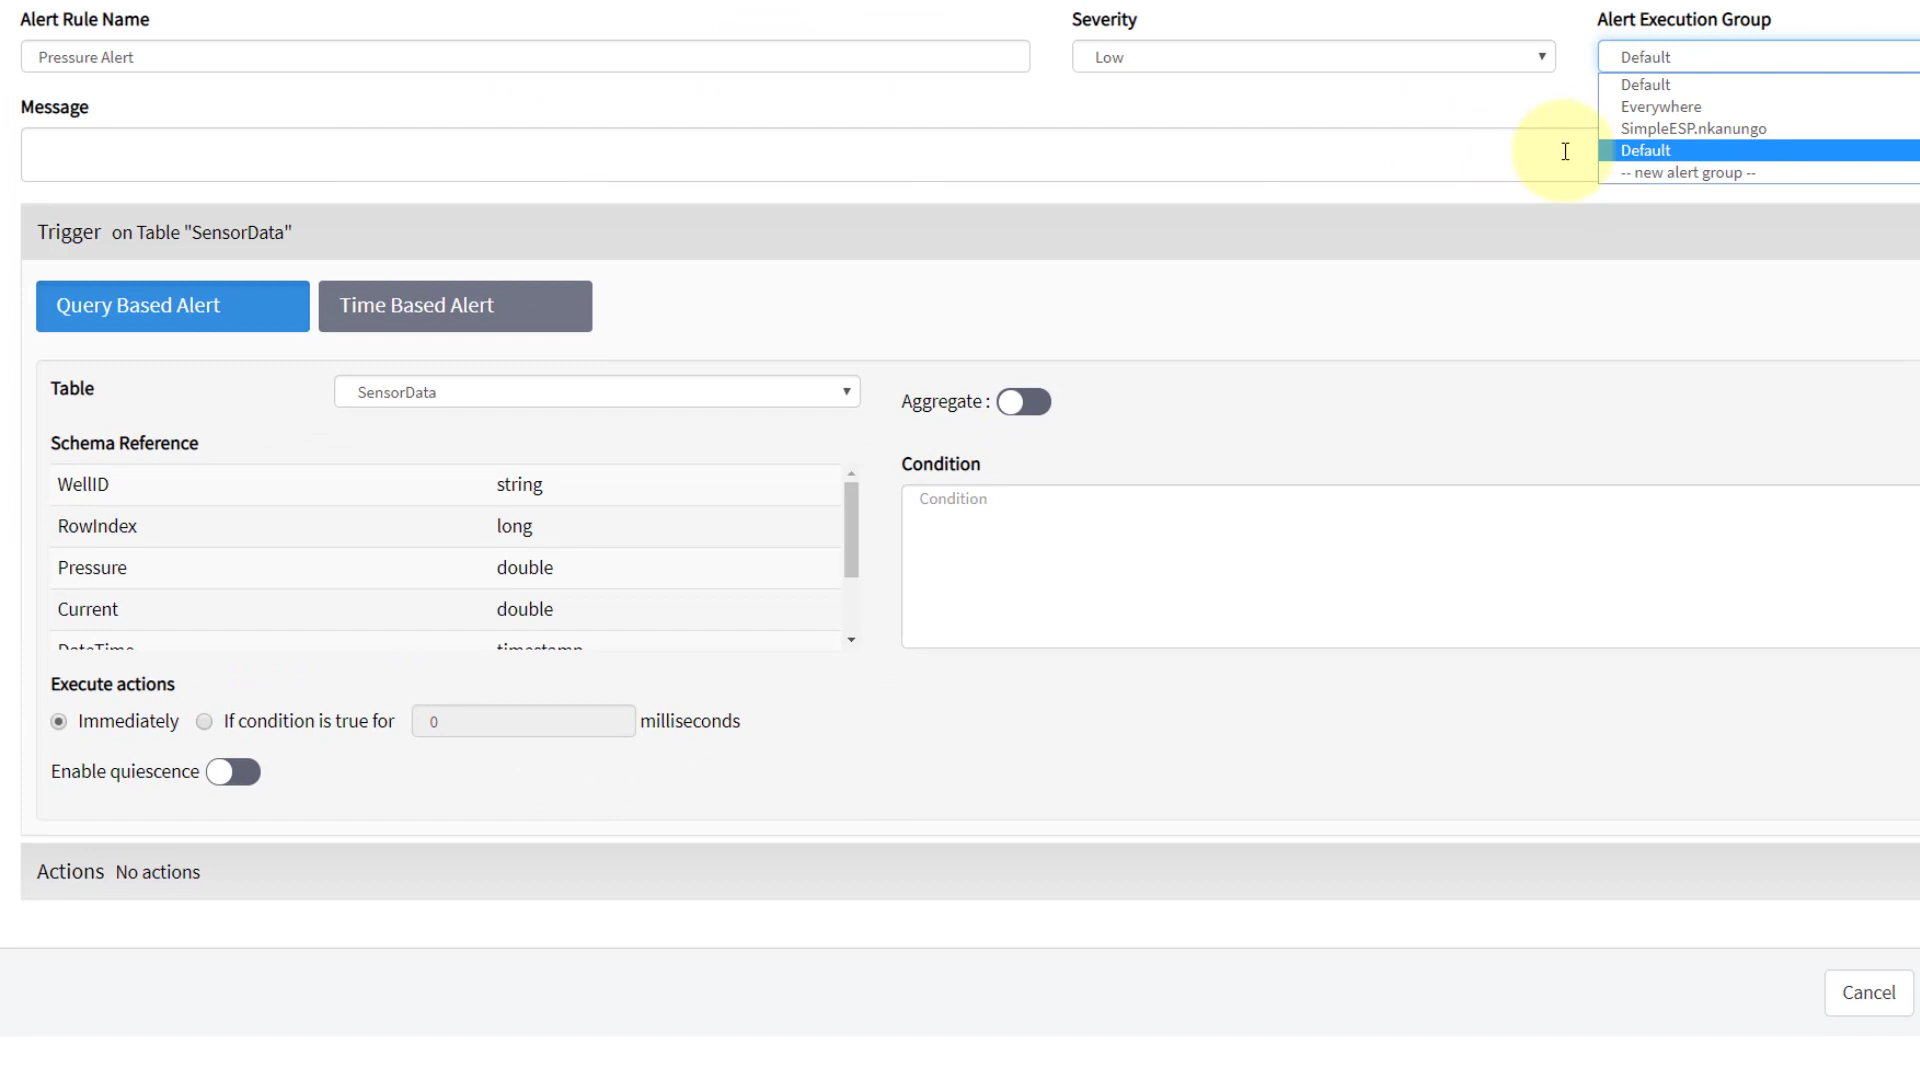 Alert Rule Name
Severity
Alert Execution Group
Pressure Alert
Low
Default
Default
Everywhere
SimpleESP.nkanungo
Default
-- new alert group --
Message
Trigger on Table "SensorData"
Query Based Alert
Time Based Alert
Table
SensorData
Aggregate :
Schema Reference
WellID string
RowIndex long
Pressure double
Current double
DateTime timestamp
Condition
Condition
Execute actions
Immediately
If condition is true for 0 milliseconds
Enable quiescence
Actions No actions
Cancel